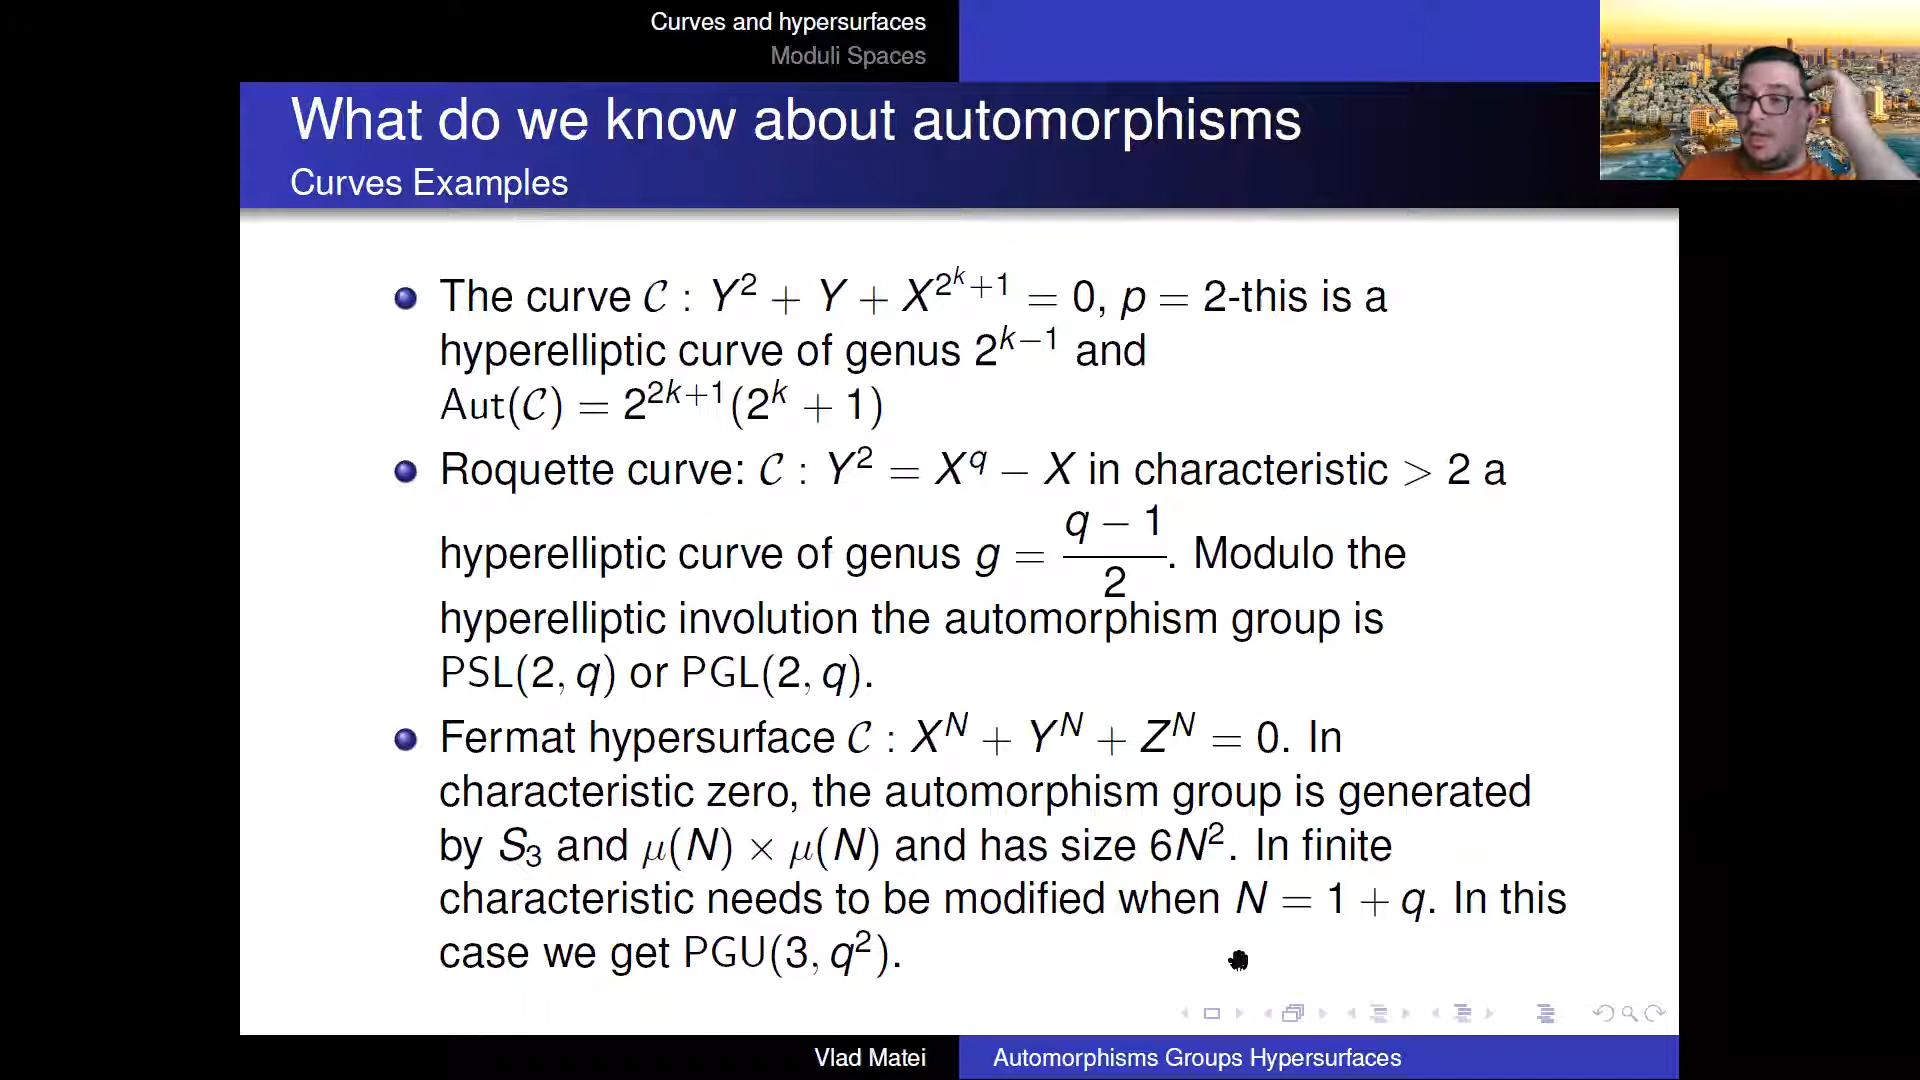 Curves and hypersurfaces
Moduli Spaces
What do we know about automorphisms
Curves Examples
The curve 𝒞 : Y² + Y + X^{2^k+1} = 0, p = 2-this is a
hyperelliptic curve of genus 2^{k−1} and
Aut(𝒞) = 2^{2k+1}(2^k + 1)
Roquette curve: 𝒞 : Y² = X^q − X in characteristic > 2 a
hyperelliptic curve of genus g = \frac{q − 1}{2}. Modulo the
hyperelliptic involution the automorphism group is
PSL(2, q) or PGL(2, q).
Fermat hypersurface 𝒞 : X^N + Y^N + Z^N = 0. In
characteristic zero, the automorphism group is generated
by S₃ and μ(N) × μ(N) and has size 6N². In finite
characteristic needs to be modified when N = 1 + q. In this
case we get PGU(3, q²).
Vlad Matei
Automorphisms Groups Hypersurfaces